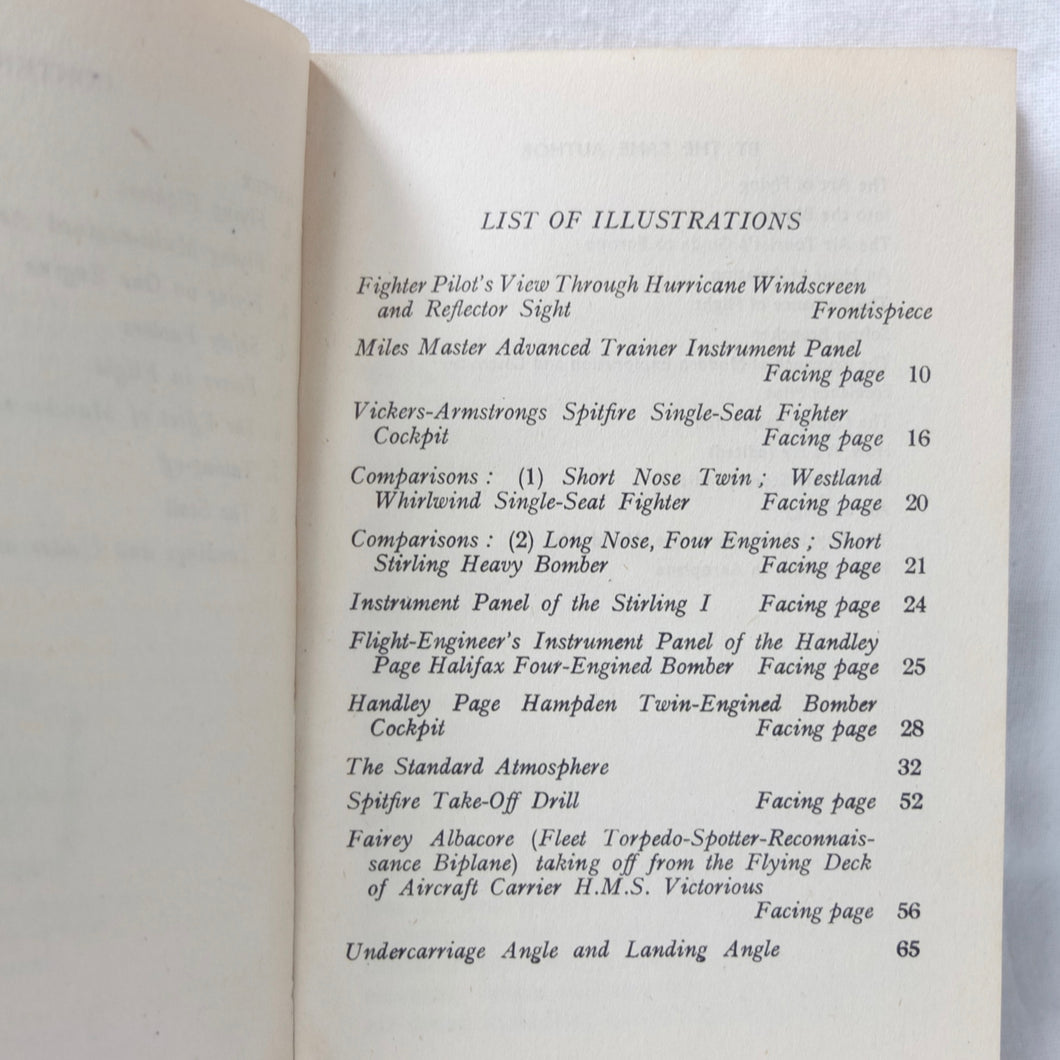 LIST OF ILLUSTRATIONS
Fighter Pilot's View Through Hurricane Windscreen
and Reflector Sight Frontispiece
Miles Master Advanced Trainer Instrument Panel
Facing page 10
Vickers-Armstrongs Spitfire Single-Seat Fighter
Cockpit Facing page 16
Comparisons : (1) Short Nose Twin ; Westland
Whirlwind Single-Seat Fighter Facing page 20
Comparisons : (2) Long Nose, Four Engines ; Short
Stirling Heavy Bomber Facing page 21
Instrument Panel of the Stirling I Facing page 24
Flight-Engineer's Instrument Panel of the Handley
Page Halifax Four-Engined Bomber Facing page 25
Handley Page Hampden Twin-Engined Bomber
Cockpit Facing page 28
The Standard Atmosphere 32
Spitfire Take-Off Drill Facing page 52
Fairey Albacore (Fleet Torpedo-Spotter-Reconnais-
sance Biplane) taking off from the Flying Deck
of Aircraft Carrier H.M.S. Victorious
Facing page 56
Undercarriage Angle and Landing Angle 65